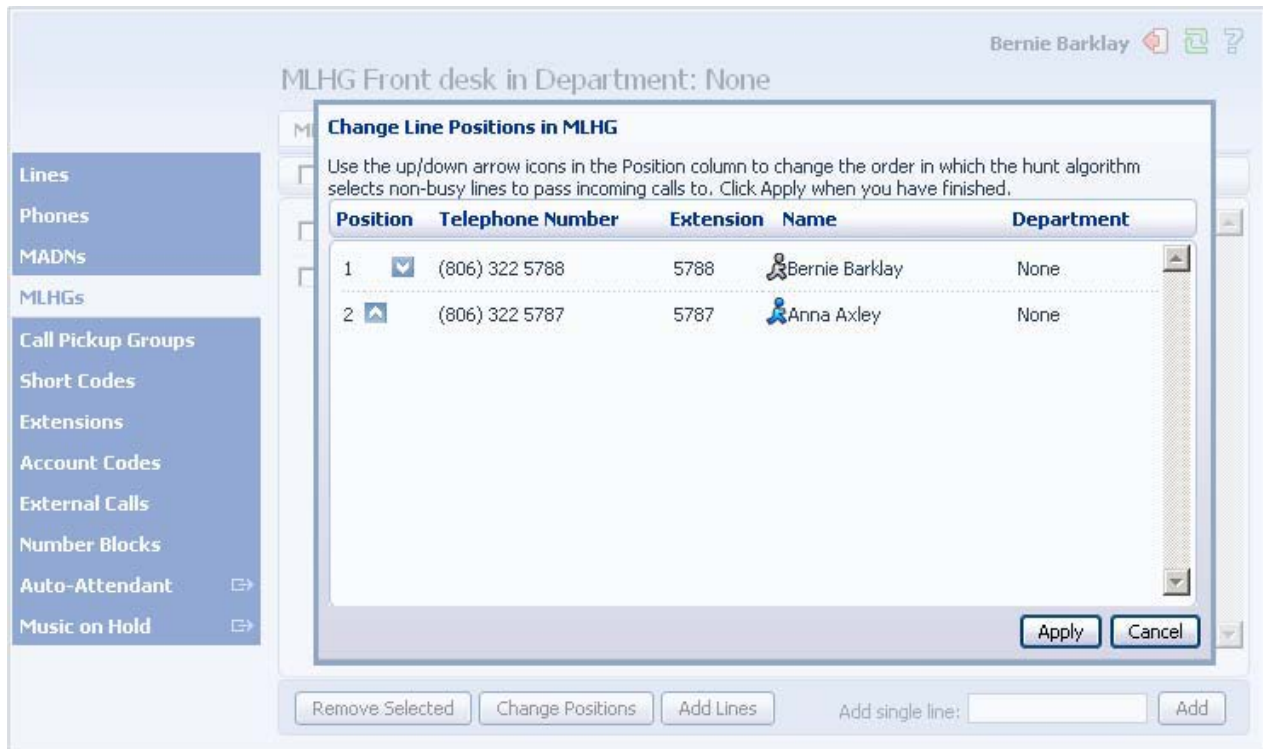 Bernie Barklay
MLHG Front desk in Department: None
Change Line Positions in MLHG
Use the up/down arrow icons in the Position column to change the order in which the hunt algorithm
selects non-busy lines to pass incoming calls to. Click Apply when you have finished.
Position Telephone Number Extension Name Department
1 (806) 322 5788 5788 Bernie Barklay None
2 (806) 322 5787 5787 Anna Axley None
Apply Cancel
Lines
Phones
MADNs
MLHGs
Call Pickup Groups
Short Codes
Extensions
Account Codes
External Calls
Number Blocks
Auto-Attendant
Music on Hold
Remove Selected Change Positions Add Lines Add single line: Add